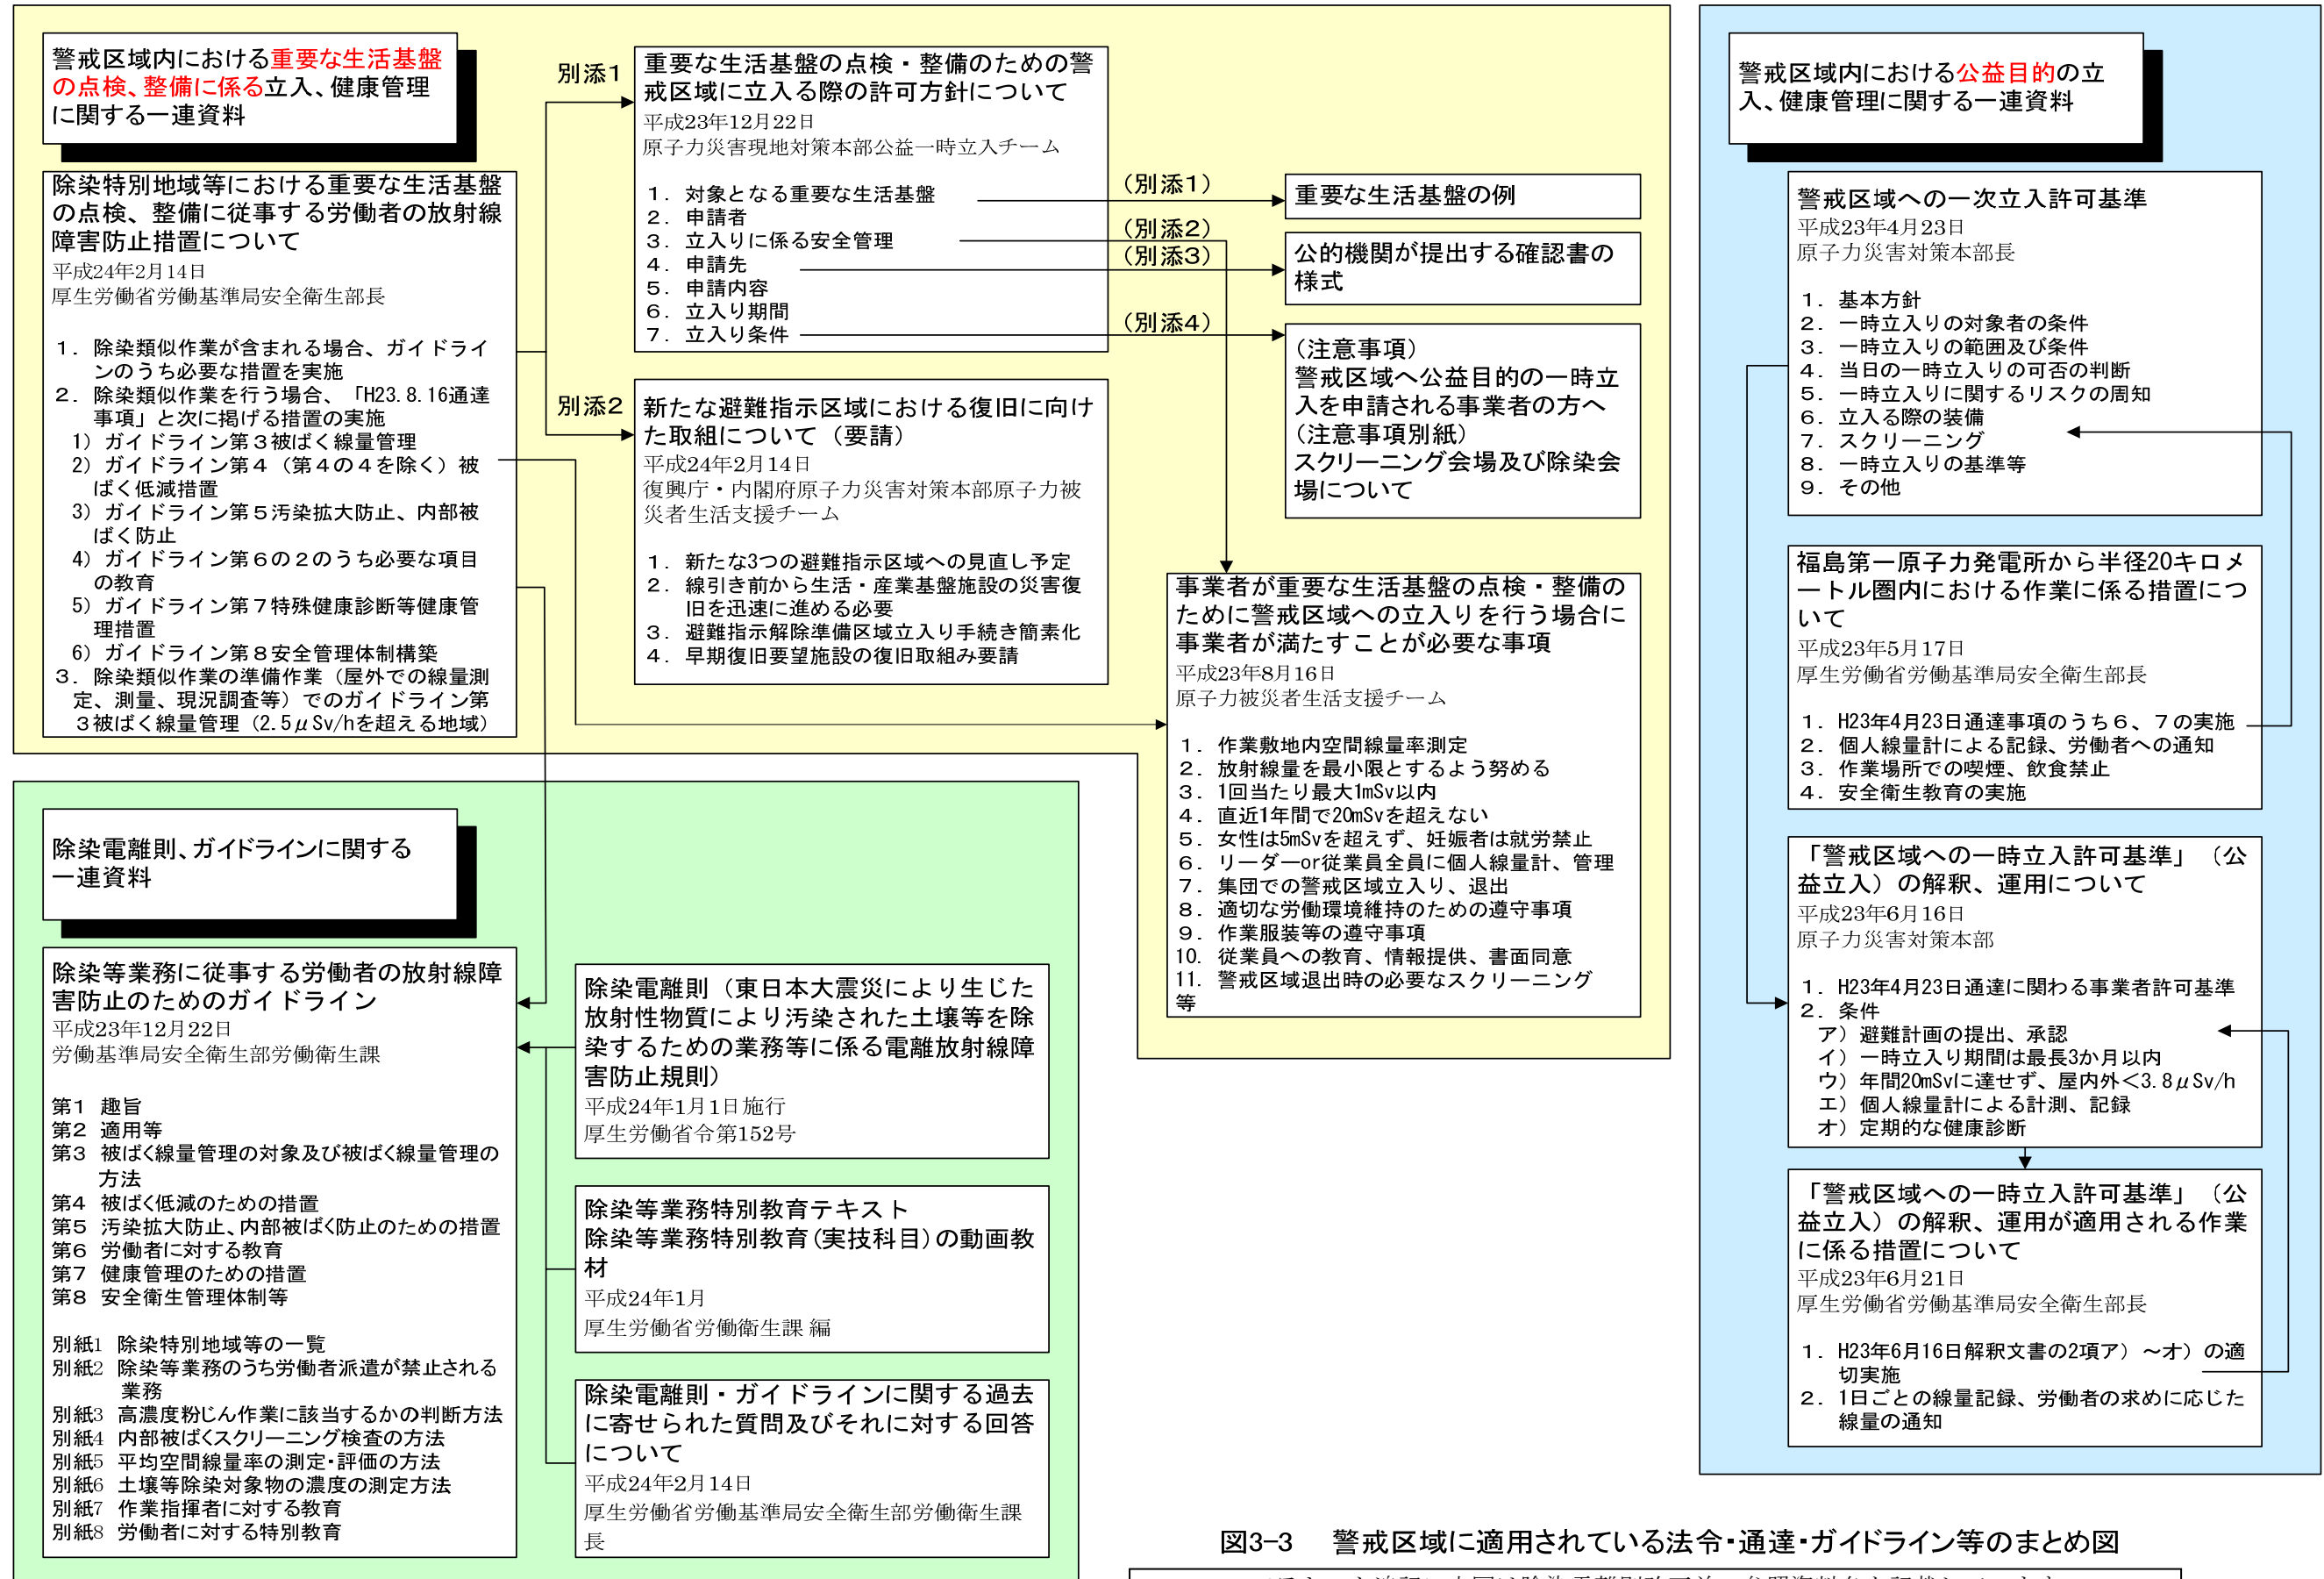 警戒区域内における重要な生活基盤
の点検、整備に係る立入、健康管理
に関する一連資料
除染特別地域等における重要な生活基盤
の点検、整備に従事する労働者の放射線
障害防止措置について
平成24年2月14日
厚生労働省労働基準局安全衛生部長
１．除染類似作業が含まれる場合、ガイドライ
ンのうち必要な措置を実施
２．除染類似作業を行う場合、「H23.8.16通達
事項」と次に掲げる措置の実施
1）ガイドライン第３被ばく線量管理
2）ガイドライン第４（第４の４を除く）被
ばく低減措置
3）ガイドライン第５汚染拡大防止、内部被
ばく防止
4）ガイドライン第６の２のうち必要な項目
の教育
5）ガイドライン第７特殊健康診断等健康管
理措置
6）ガイドライン第８安全管理体制構築
３．除染類似作業の準備作業（屋外での線量測
定、測量、現況調査等）でのガイドライン第
３被ばく線量管理（2.5μSv/hを超える地域）
別添1
重要な生活基盤の点検・整備のための警
戒区域に立入る際の許可方針について
平成23年12月22日
原子力災害現地対策本部公益一時立入チーム
１．対象となる重要な生活基盤
２．申請者
３．立入りに係る安全管理
４．申請先
５．申請内容
６．立入り期間
７．立入り条件
別添2
新たな避難指示区域における復旧に向け
た取組について（要請）
平成24年2月14日
復興庁・内閣府原子力災害対策本部原子力被
災者生活支援チーム
１．新たな3つの避難指示区域への見直し予定
２．線引き前から生活・産業基盤施設の災害復
旧を迅速に進める必要
３．避難指示解除準備区域立入り手続き簡素化
４．早期復旧要望施設の復旧取組み要請
（別添1）
重要な生活基盤の例
（別添2）
（別添3）
公的機関が提出する確認書の
様式
（別添4）
（注意事項）
警戒区域へ公益目的の一時立
入を申請される事業者の方へ
（注意事項別紙）
スクリーニング会場及び除染会
場について
事業者が重要な生活基盤の点検・整備の
ために警戒区域への立入りを行う場合に
事業者が満たすことが必要な事項
平成23年8月16日
原子力被災者生活支援チーム
１．作業敷地内空間線量率測定
２．放射線量を最小限とするよう努める
３．1回当たり最大1mSv以内
４．直近1年間で20mSvを超えない
５．女性は5mSvを超えず、妊娠者は就労禁止
６．リーダーor従業員全員に個人線量計、管理
７．集団での警戒区域立入り、退出
８．適切な労働環境維持のための遵守事項
９．作業服装等の遵守事項
10. 従業員への教育、情報提供、書面同意
11. 警戒区域退出時の必要なスクリーニング
等
除染電離則、ガイドラインに関する
一連資料
除染等業務に従事する労働者の放射線障
害防止のためのガイドライン
平成23年12月22日
労働基準局安全衛生部労働衛生課
第1 趣旨
第2 適用等
第3 被ばく線量管理の対象及び被ばく線量管理の
方法
第4 被ばく低減のための措置
第5 汚染拡大防止、内部被ばく防止のための措置
第6 労働者に対する教育
第7 健康管理のための措置
第8 安全衛生管理体制等
別紙1 除染特別地域等の一覧
別紙2 除染等業務のうち労働者派遣が禁止される
業務
別紙3 高濃度粉じん作業に該当するかの判断方法
別紙4 内部被ばくスクリーニング検査の方法
別紙5 平均空間線量率の測定・評価の方法
別紙6 土壌等除染対象物の濃度の測定方法
別紙7 作業指揮者に対する教育
別紙8 労働者に対する特別教育
除染電離則（東日本大震災により生じた
放射性物質により汚染された土壌等を除
染するための業務等に係る電離放射線障
害防止規則）
平成24年1月1日施行
厚生労働省令第152号
除染等業務特別教育テキスト
除染等業務特別教育（実技科目）の動画教
材
平成24年1月
厚生労働省労働衛生課 編
除染電離則・ガイドラインに関する過去
に寄せられた質問及びそれに対する回答
について
平成24年2月14日
厚生労働省労働基準局安全衛生部労働衛生課
長
警戒区域内における公益目的の立
入、健康管理に関する一連資料
警戒区域への一次立入許可基準
平成23年4月23日
原子力災害対策本部長
１．基本方針
２．一時立入りの対象者の条件
３．一時立入りの範囲及び条件
４．当日の一時立入りの可否の判断
５．一時立入りに関するリスクの周知
６．立入る際の装備
７．スクリーニング
８．一時立入りの基準等
９．その他
福島第一原子力発電所から半径20キロメ
ートル圏内における作業に係る措置につ
いて
平成23年5月17日
厚生労働省労働基準局安全衛生部長
１．H23年4月23日通達事項のうち６、７の実施
２．個人線量計による記録、労働者への通知
３．作業場所での喫煙、飲食禁止
４．安全衛生教育の実施
「警戒区域への一時立入許可基準」（公
益立入）の解釈、運用について
平成23年6月16日
原子力災害対策本部
１．H23年4月23日通達に関わる事業者許可基準
２．条件
ア）避難計画の提出、承認
イ）一時立入り期間は最長3か月以内
ウ）年間20mSvに達せず、屋内外＜3.8μSv/h
エ）個人線量計による計測、記録
オ）定期的な健康診断
「警戒区域への一時立入許可基準」（公
益立入）の解釈、運用が適用される作業
に係る措置について
平成23年6月21日
厚生労働省労働基準局安全衛生部長
１．H23年6月16日解釈文書の2項ア）～オ）の適
切実施
２．1日ごとの線量記録、労働者の求めに応じた
線量の通知
図3-3 警戒区域に適用されている法令・通達・ガイドライン等のまとめ図